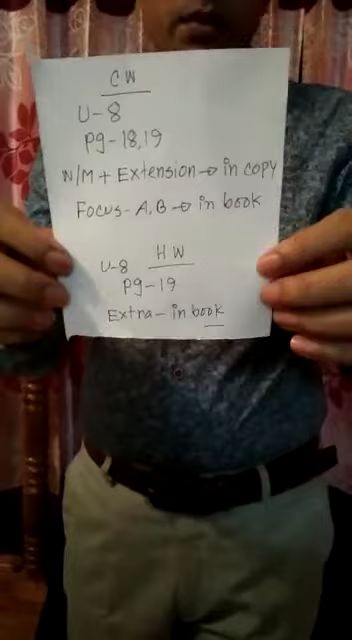 CW
U-8
Pg-18,19
W/M + Extension → in copy
Focus- A, B → in book
HW
U-8
Pg-19
Extra- in book